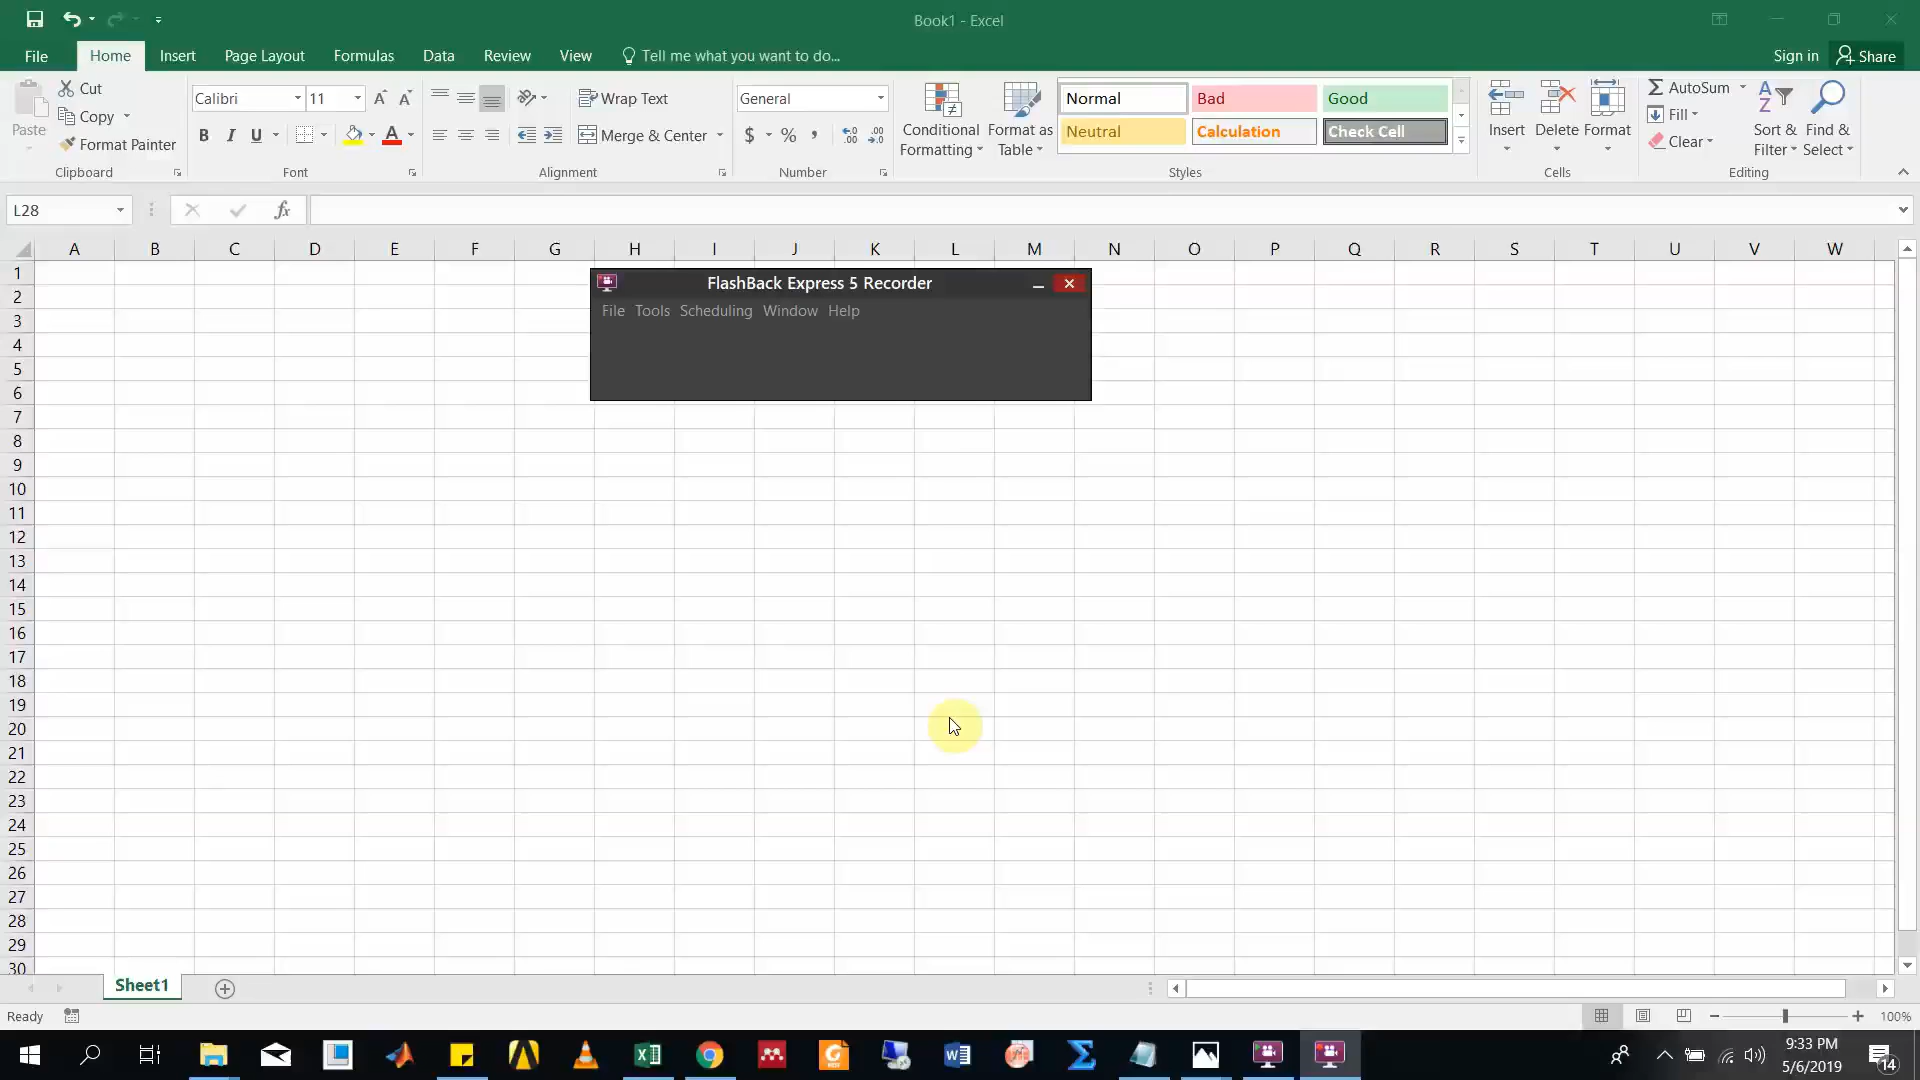 Book1 - Excel
File Home Insert Page Layout Formulas Data Review View Tell me what you want to do... Sign in Share
Paste
Cut
Copy
Format Painter
Clipboard
Calibri 11
B I U
Font
Wrap Text
Merge & Center
Alignment
General
$ % ,
Number
Conditional Formatting
Format as Table
Normal Bad Good
Neutral Calculation Check Cell
Styles
Insert Delete Format
Cells
AutoSum
Fill
Clear
Sort & Filter
Find & Select
Editing
L28 fx
A B C D E F G H I J K L M N O P Q R S T U V W
1
2
3
4
5
6
7
8
9
10
11
12
13
14
15
16
17
18
19
20
21
22
23
24
25
26
27
28
29
30
FlashBack Express 5 Recorder
File Tools Scheduling Window Help
Sheet1
Ready 100%
9:33 PM
5/6/2019
14